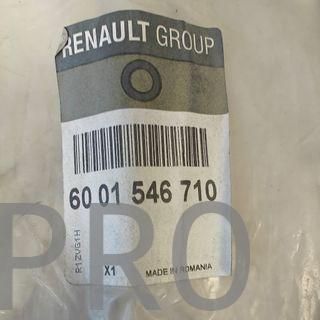 RENAULT GROUP
60 01 546 710
R1ZVG1H
X1
MADE IN ROMANIA
PRO